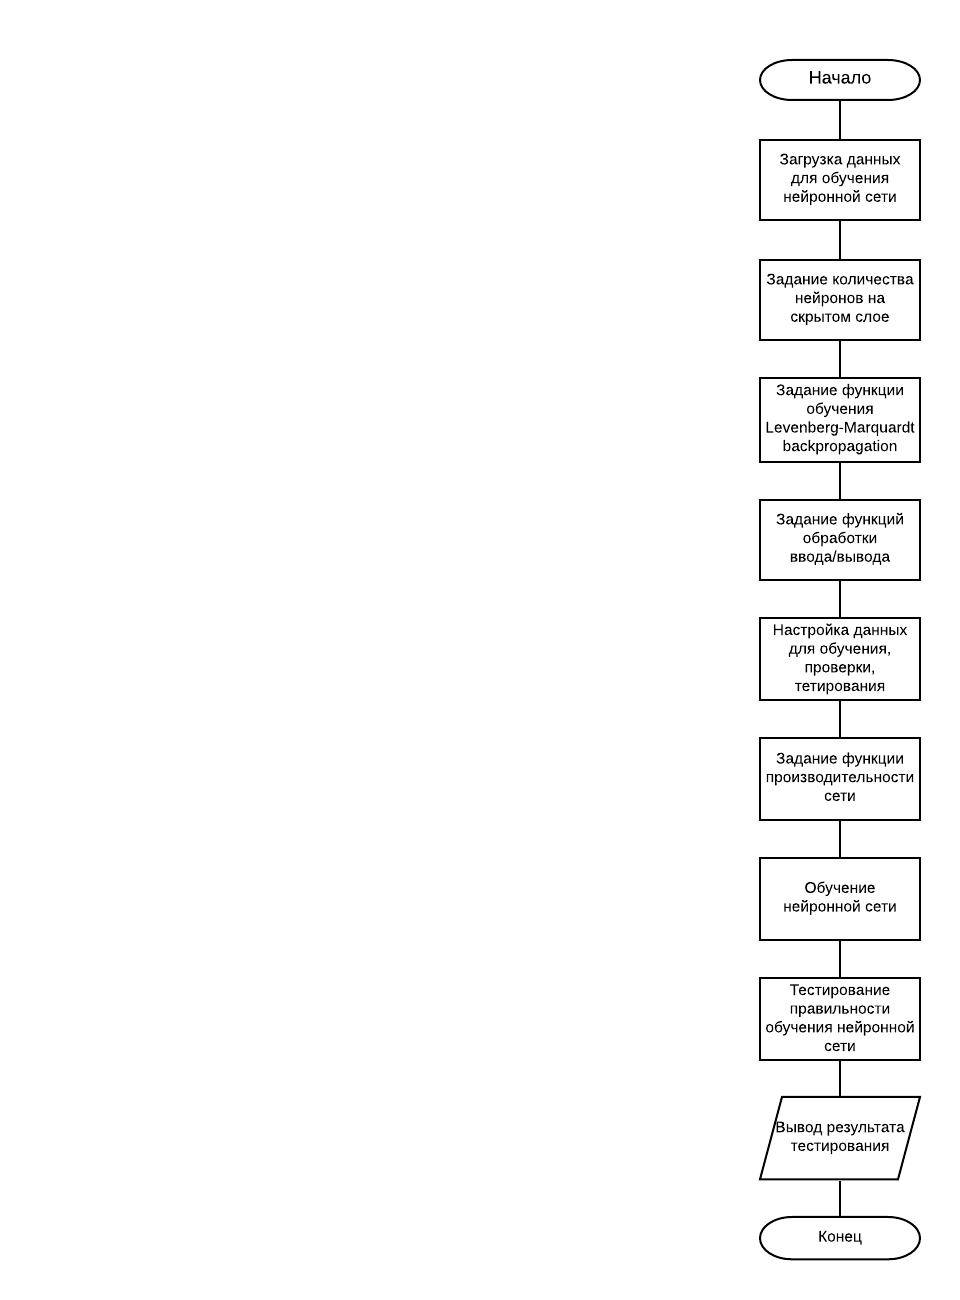 Начало
Загрузка данных
для обучения
нейронной сети
Задание количества
нейронов на
скрытом слое
Задание функции
обучения
Levenberg-Marquardt
backpropagation
Задание функций
обработки
ввода/вывода
Настройка данных
для обучения,
проверки,
тетирования
Задание функции
производительности
сети
Обучение
нейронной сети
Тестирование
правильности
обучения нейронной
сети
Вывод результата
тестирования
Конец